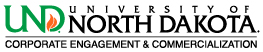 UND UNIVERSITY OF
NORTH DAKOTA.
CORPORATE ENGAGEMENT & COMMERCIALIZATION